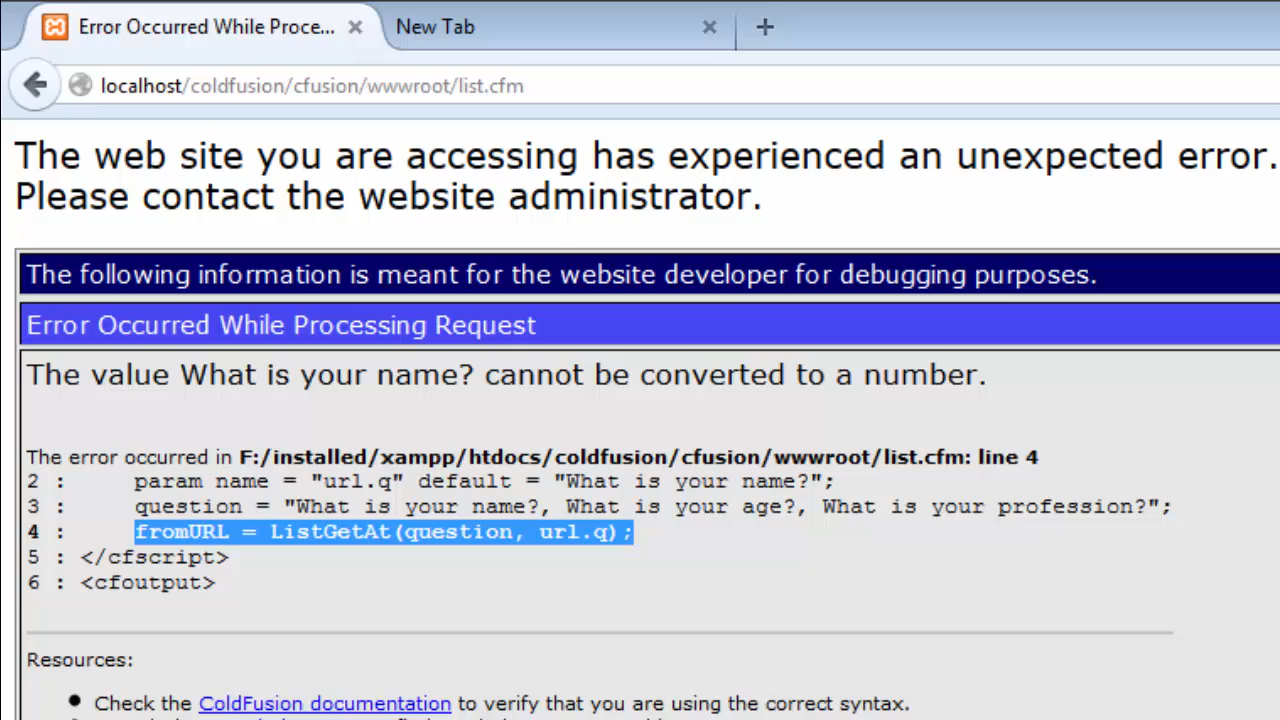 Error Occurred While Proce...
New Tab
localhost/coldfusion/cfusion/wwwroot/list.cfm
The web site you are accessing has experienced an unexpected error.
Please contact the website administrator.
The following information is meant for the website developer for debugging purposes.
Error Occurred While Processing Request
The value What is your name? cannot be converted to a number.
The error occurred in F:/installed/xampp/htdocs/coldfusion/cfusion/wwwroot/list.cfm: line 4
2 : param name = "url.q" default = "What is your name?";
3 : question = "What is your name?, What is your age?, What is your profession?";
4 : fromURL = ListGetAt(question, url.q);
5 : </cfscript>
6 : <cfoutput>
Resources:
Check the ColdFusion documentation to verify that you are using the correct syntax.